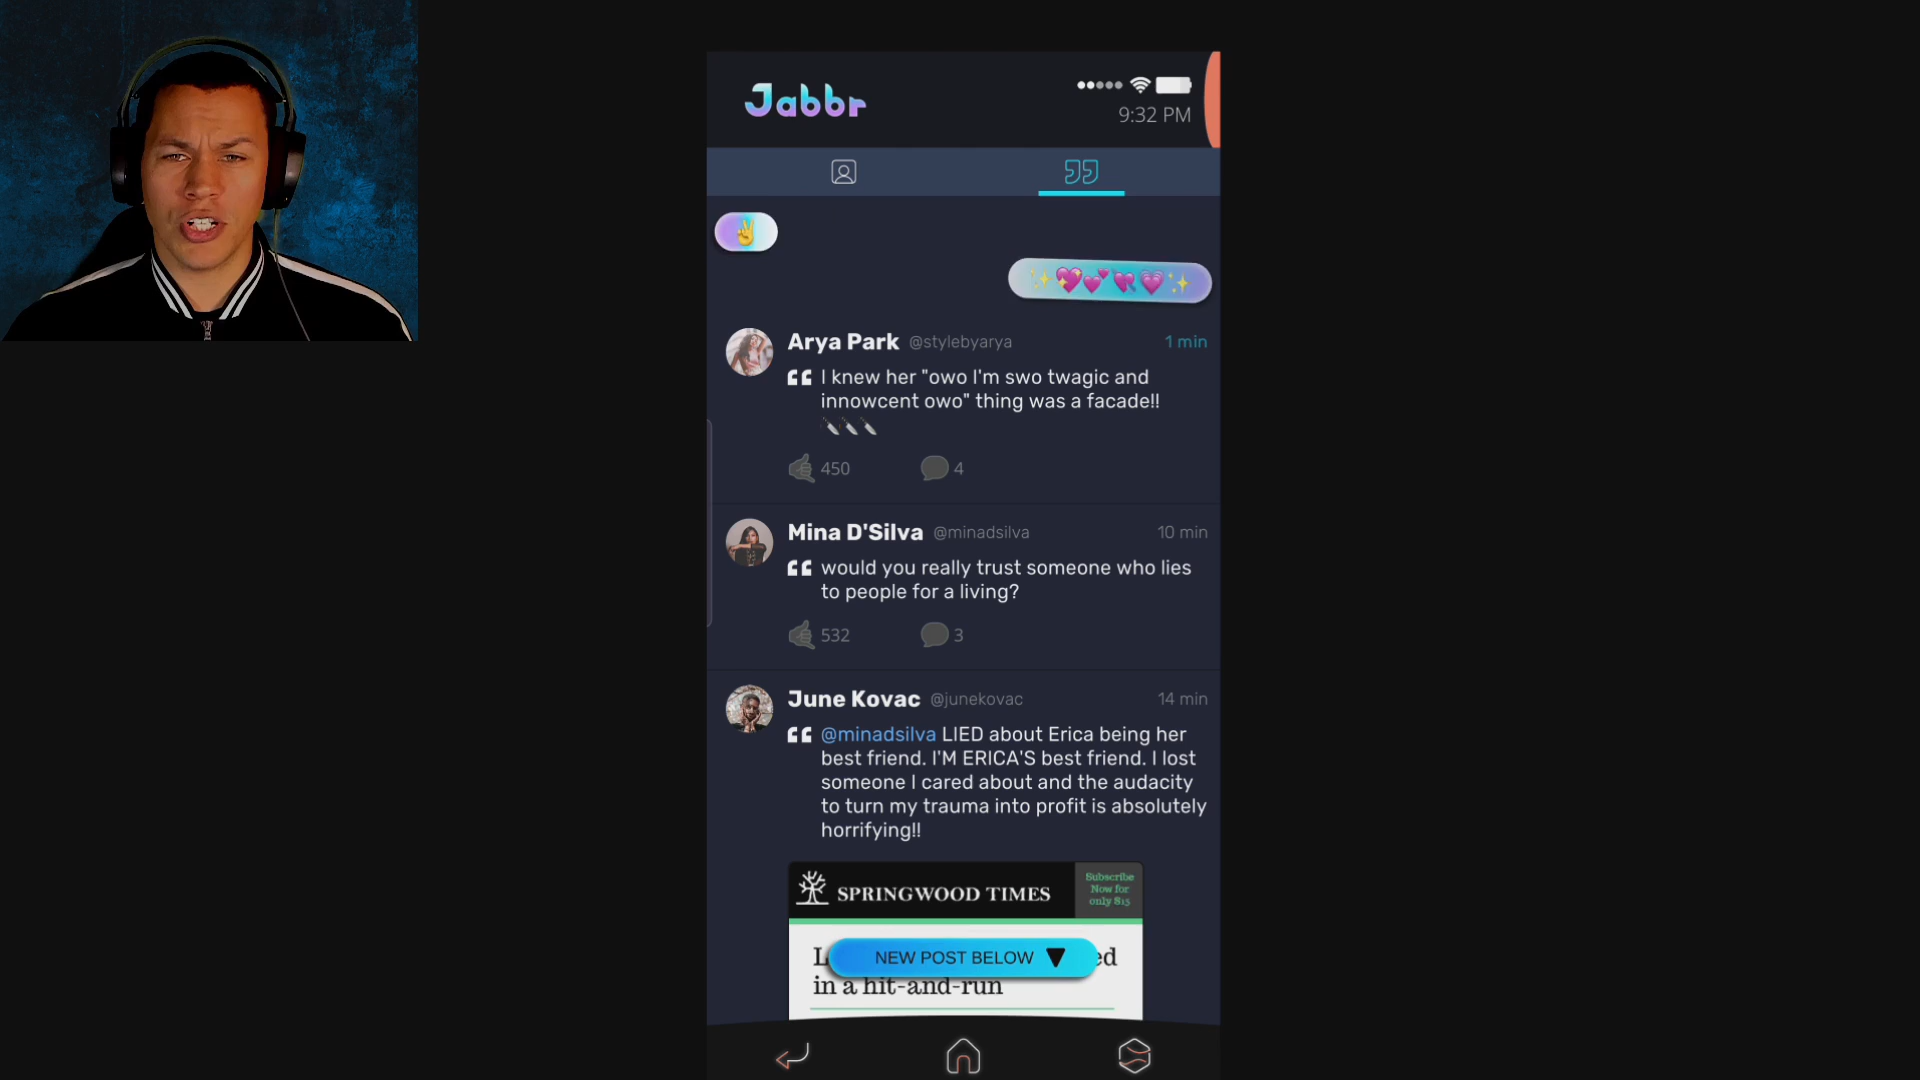 Jabbr
9:32 PM
Arya Park @stylebyarya 1 min
I knew her "owo I'm swo twagic and
innowcent owo" thing was a facade!!
450 4
Mina D'Silva @minadsilva 10 min
would you really trust someone who lies
to people for a living?
532 3
June Kovac @junekovac 14 min
@minadsilva LIED about Erica being her
best friend. I'M ERICA'S best friend. I lost
someone I cared about and the audacity
to turn my trauma into profit is absolutely
horrifying!!
SPRINGWOOD TIMES
Subscribe
Now for
only $15
NEW POST BELOW
in a hit-and-run